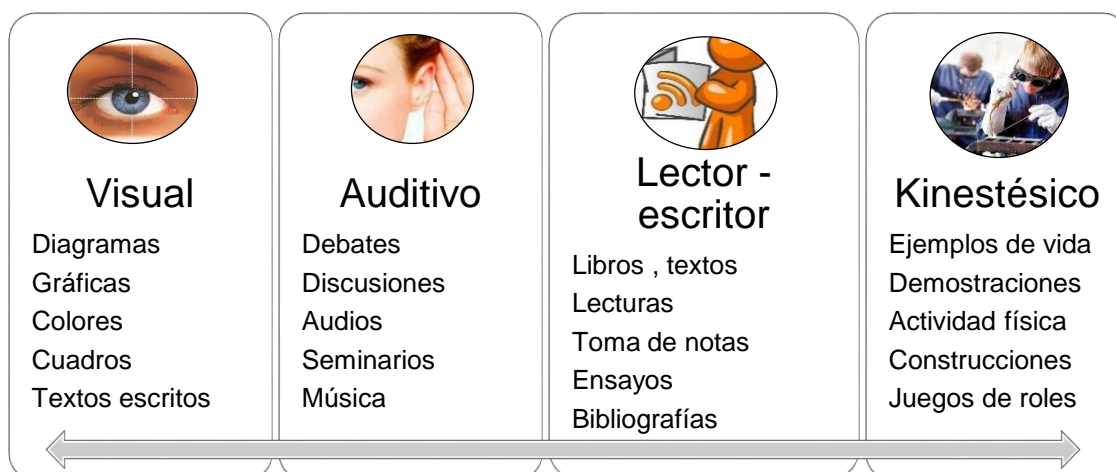 Visual
Diagramas
Gráficas
Colores
Cuadros
Textos escritos
Auditivo
Debates
Discusiones
Audios
Seminarios
Música
Lector -
escritor
Libros , textos
Lecturas
Toma de notas
Ensayos
Bibliografías
Kinestésico
Ejemplos de vida
Demostraciones
Actividad física
Construcciones
Juegos de roles